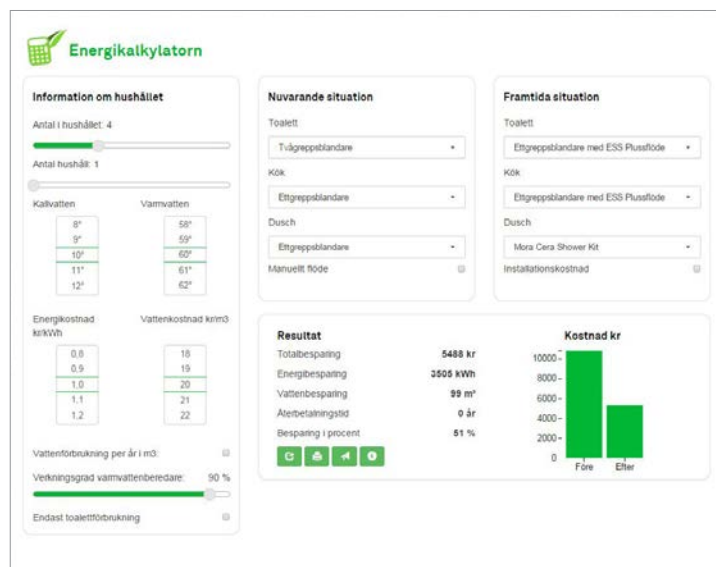 Energikalkylatorn
Information om hushållet
Antal i hushållet: 4
Antal hushåll: 1
Kallvatten Varmvatten
8° 58°
9° 59°
10° 60°
11° 61°
12° 62°
Energikostnad kr/kWh
Vattenkostnad kr/m3
0,8 18
0,9 19
1,0 20
1,1 21
1,2 22
Vattenförbrukning per år i m3:
Verkningsgrad varmvattenberedare: 90 %
Endast toalettförbrukning
Nuvarande situation
Toalett
Tvågreppsblandare
Kök
Ettgreppsblandare
Dusch
Ettgreppsblandare
Manuellt flöde
Framtida situation
Toalett
Ettgreppsblandare med ESS Plussflöde
Kök
Ettgreppsblandare med ESS Plussflöde
Dusch
Mora Cera Shower Kit
Installationskostnad
Resultat
Totalbesparing 5488 kr
Energibesparing 3505 kWh
Vattenbesparing 99 m³
Återbetalningstid 0 år
Besparing i procent 51 %
Kostnad kr
10000
8000
6000
4000
2000
0
Före Efter